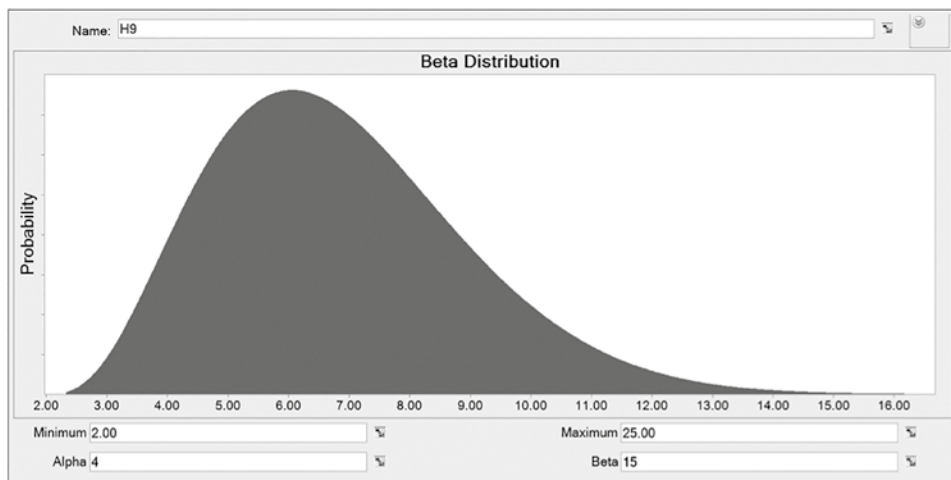 Name: H9
Beta Distribution
Probability
2.00 3.00 4.00 5.00 6.00 7.00 8.00 9.00 10.00 11.00 12.00 13.00 14.00 15.00 16.00
Minimum 2.00 Maximum 25.00
Alpha 4 Beta 15